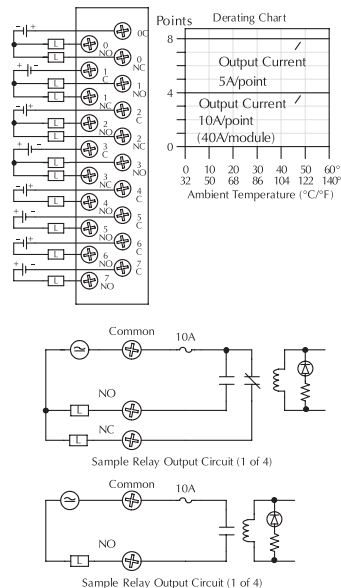 Points
Derating Chart
8
Output Current
5A/point
4
Output Current
10A/point
(40A/module)
0
0 10 20 30 40 50 60°
32 50 68 86 104 122 140°
Ambient Temperature (°C/°F)
- +
0C
L
0
NO
L
0
NC
+ -
1
C
L
1
NO
L
1
NC
- +
2
C
L
2
NO
L
2
NC
+ -
3
C
L
3
NO
L
3
NC
- +
4
C
L
4
NO
+ -
5
C
L
5
NO
- +
6
C
L
6
NO
+ -
7
C
L
7
NO
Common
10A
NO
L
NC
L
Sample Relay Output Circuit (1 of 4)
Common
10A
NO
L
Sample Relay Output Circuit (1 of 4)